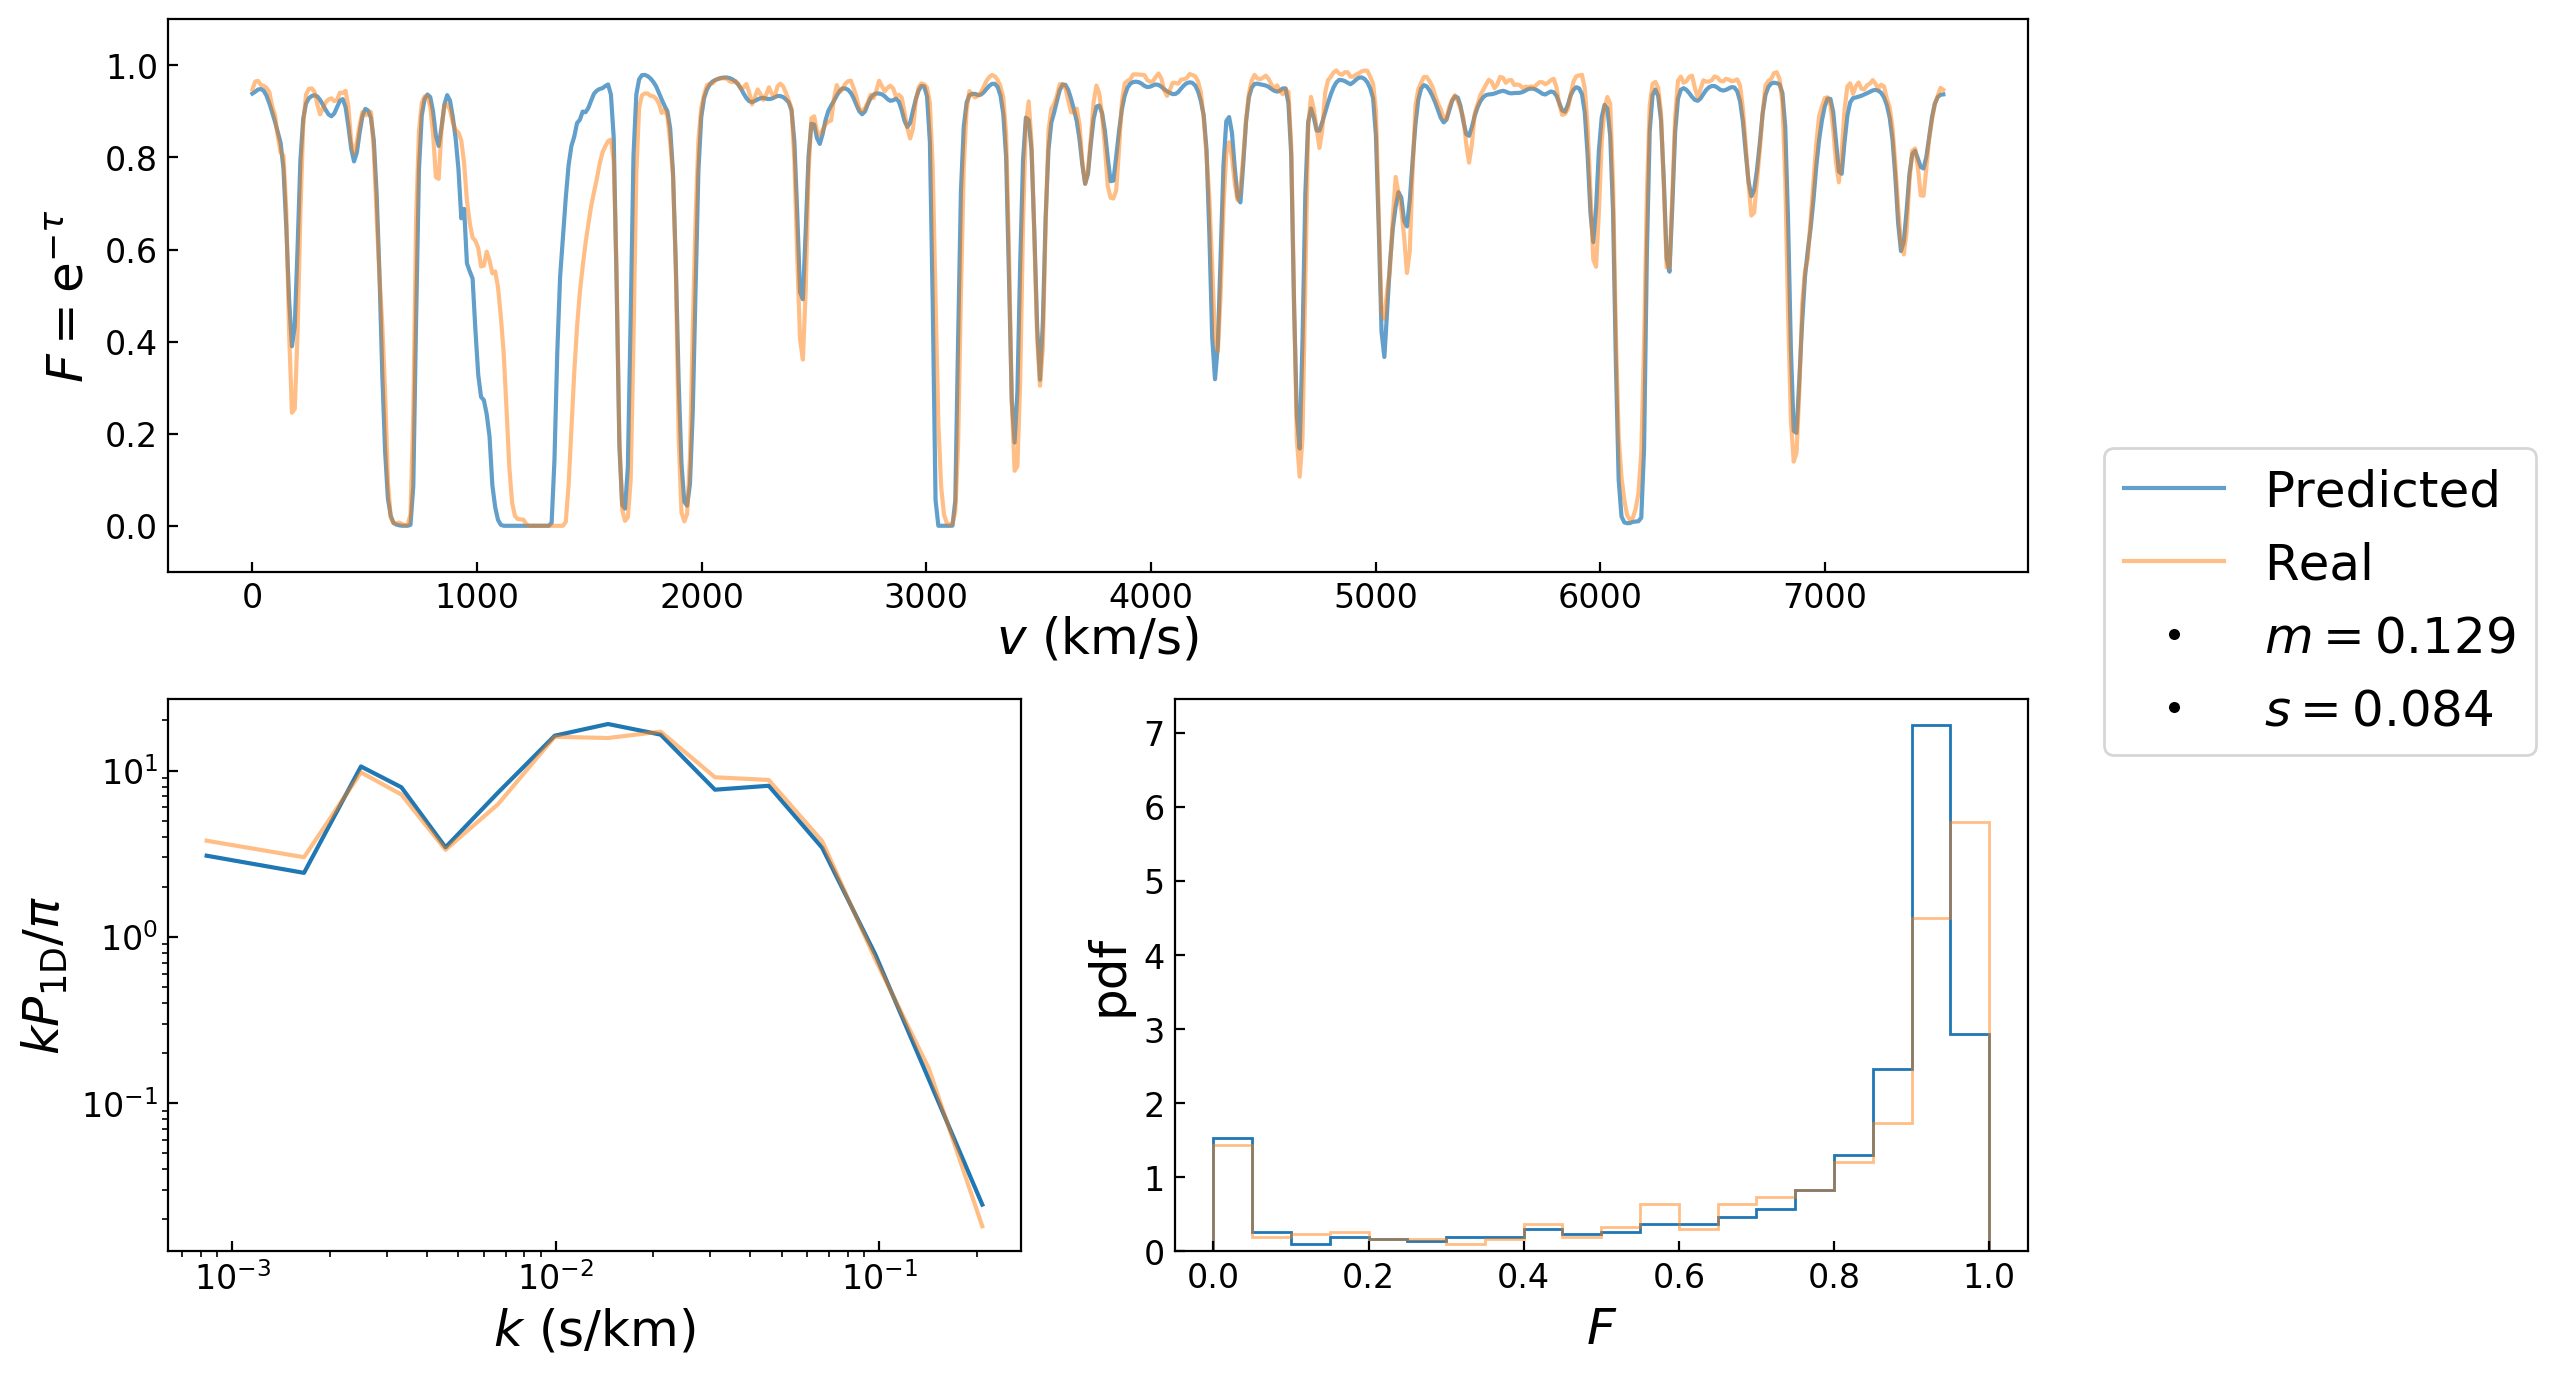 1.0
0.8
0.6
0.4
0.2
0.0
F = e^{-τ}
0 1000 2000 3000 4000 5000 6000 7000
v (km/s)
Predicted
Real
m = 0.129
s = 0.084
10^1
10^0
10^{-1}
kP_{1D}/π
10^{-3} 10^{-2} 10^{-1}
k (s/km)
7
6
5
4
3
2
1
0
pdf
0.0 0.2 0.4 0.6 0.8 1.0
F